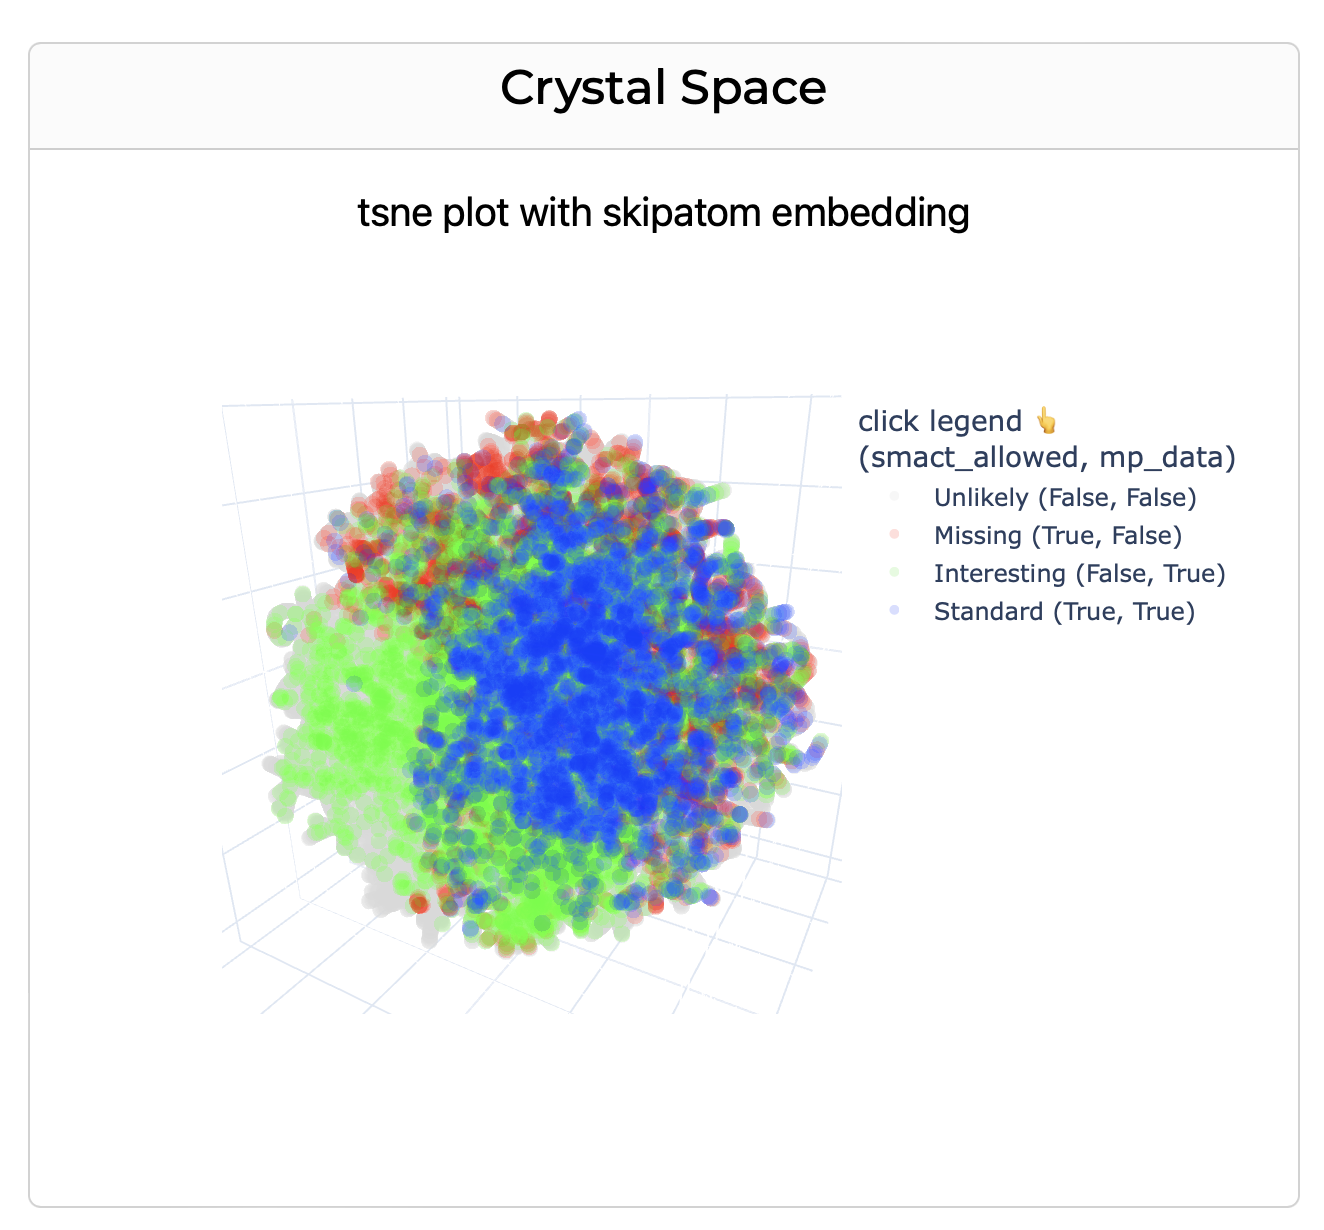 Crystal Space
tsne plot with skipatom embedding
click legend 👆
(smact_allowed, mp_data)
Unlikely (False, False)
Missing (True, False)
Interesting (False, True)
Standard (True, True)